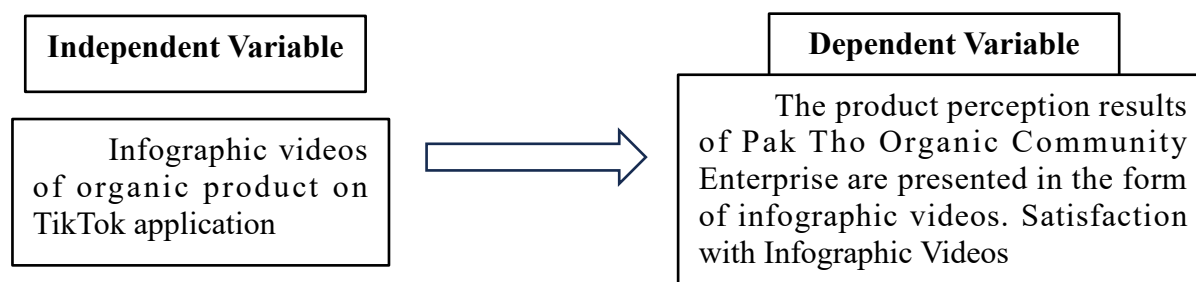 Independent Variable
Infographic videos
of organic product on
TikTok application
Dependent Variable
The product perception results
of Pak Tho Organic Community
Enterprise are presented in the form
of infographic videos. Satisfaction
with Infographic Videos